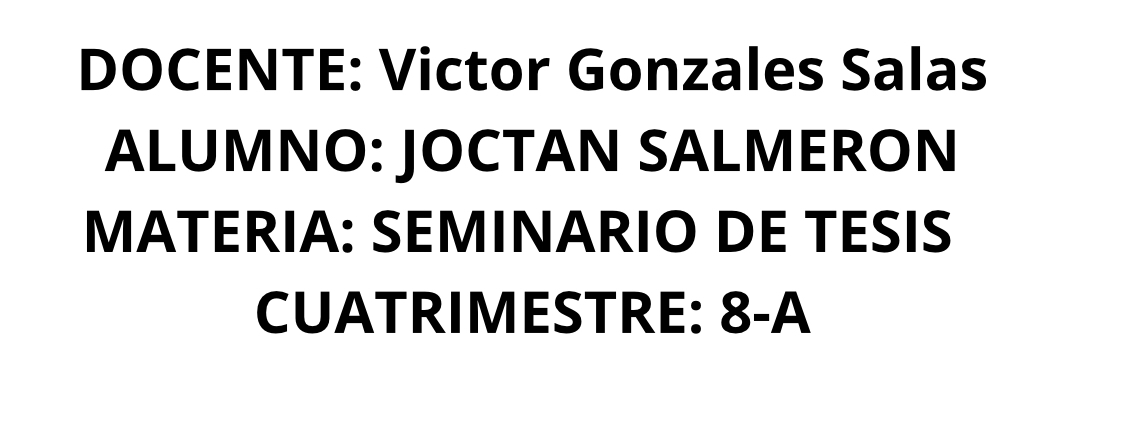 DOCENTE: Victor Gonzales Salas
ALUMNO: JOCTAN SALMERON
MATERIA: SEMINARIO DE TESIS
CUATRIMESTRE: 8-A